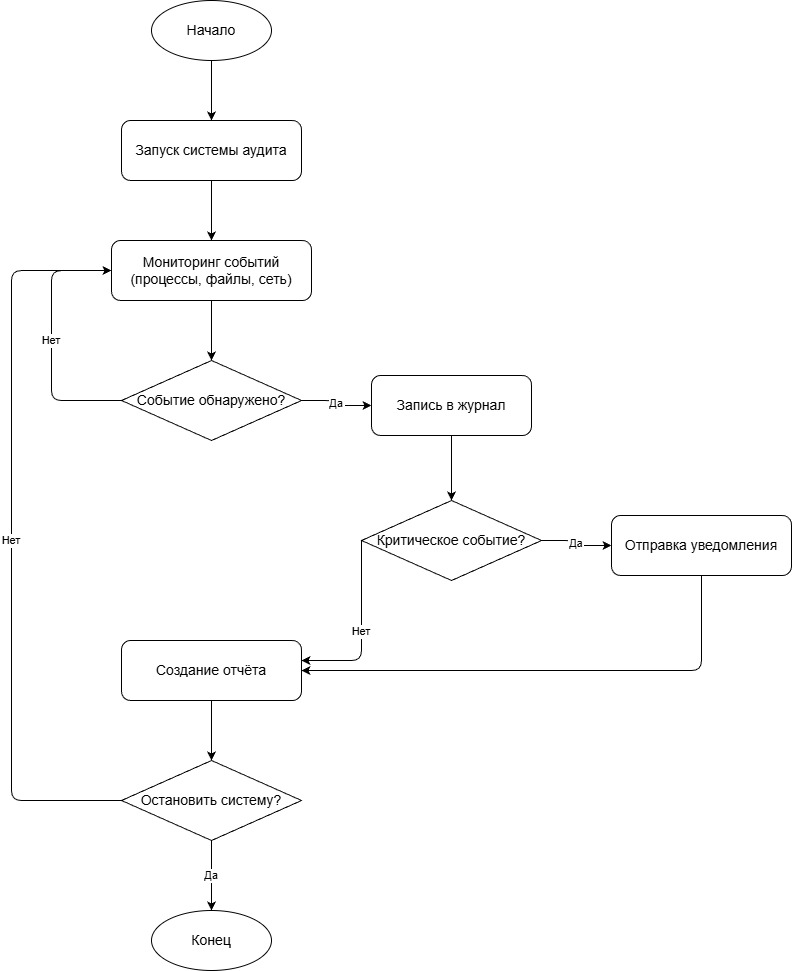 Начало
Запуск системы аудита
Мониторинг событий
(процессы, файлы, сеть)
Нет
Событие обнаружено?
Да
Запись в журнал
Нет
Критическое событие?
Да
Отправка уведомления
Нет
Создание отчёта
Остановить систему?
Да
Конец